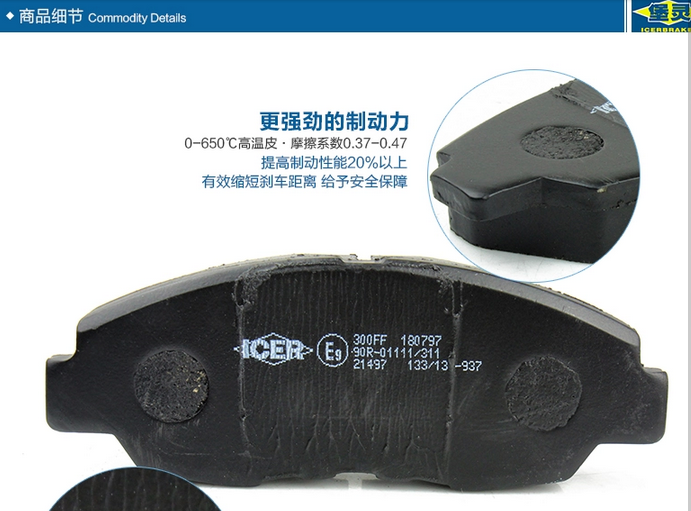 商品细节 Commodity Details
堡灵
ICERBRAKE
更强劲的制动力
0-650℃高温皮·摩擦系数0.37-0.47
提高制动性能20%以上
有效缩短刹车距离 给予安全保障
ICER E9 300FF 180797
90R-01111/311
21497 133/13 -937